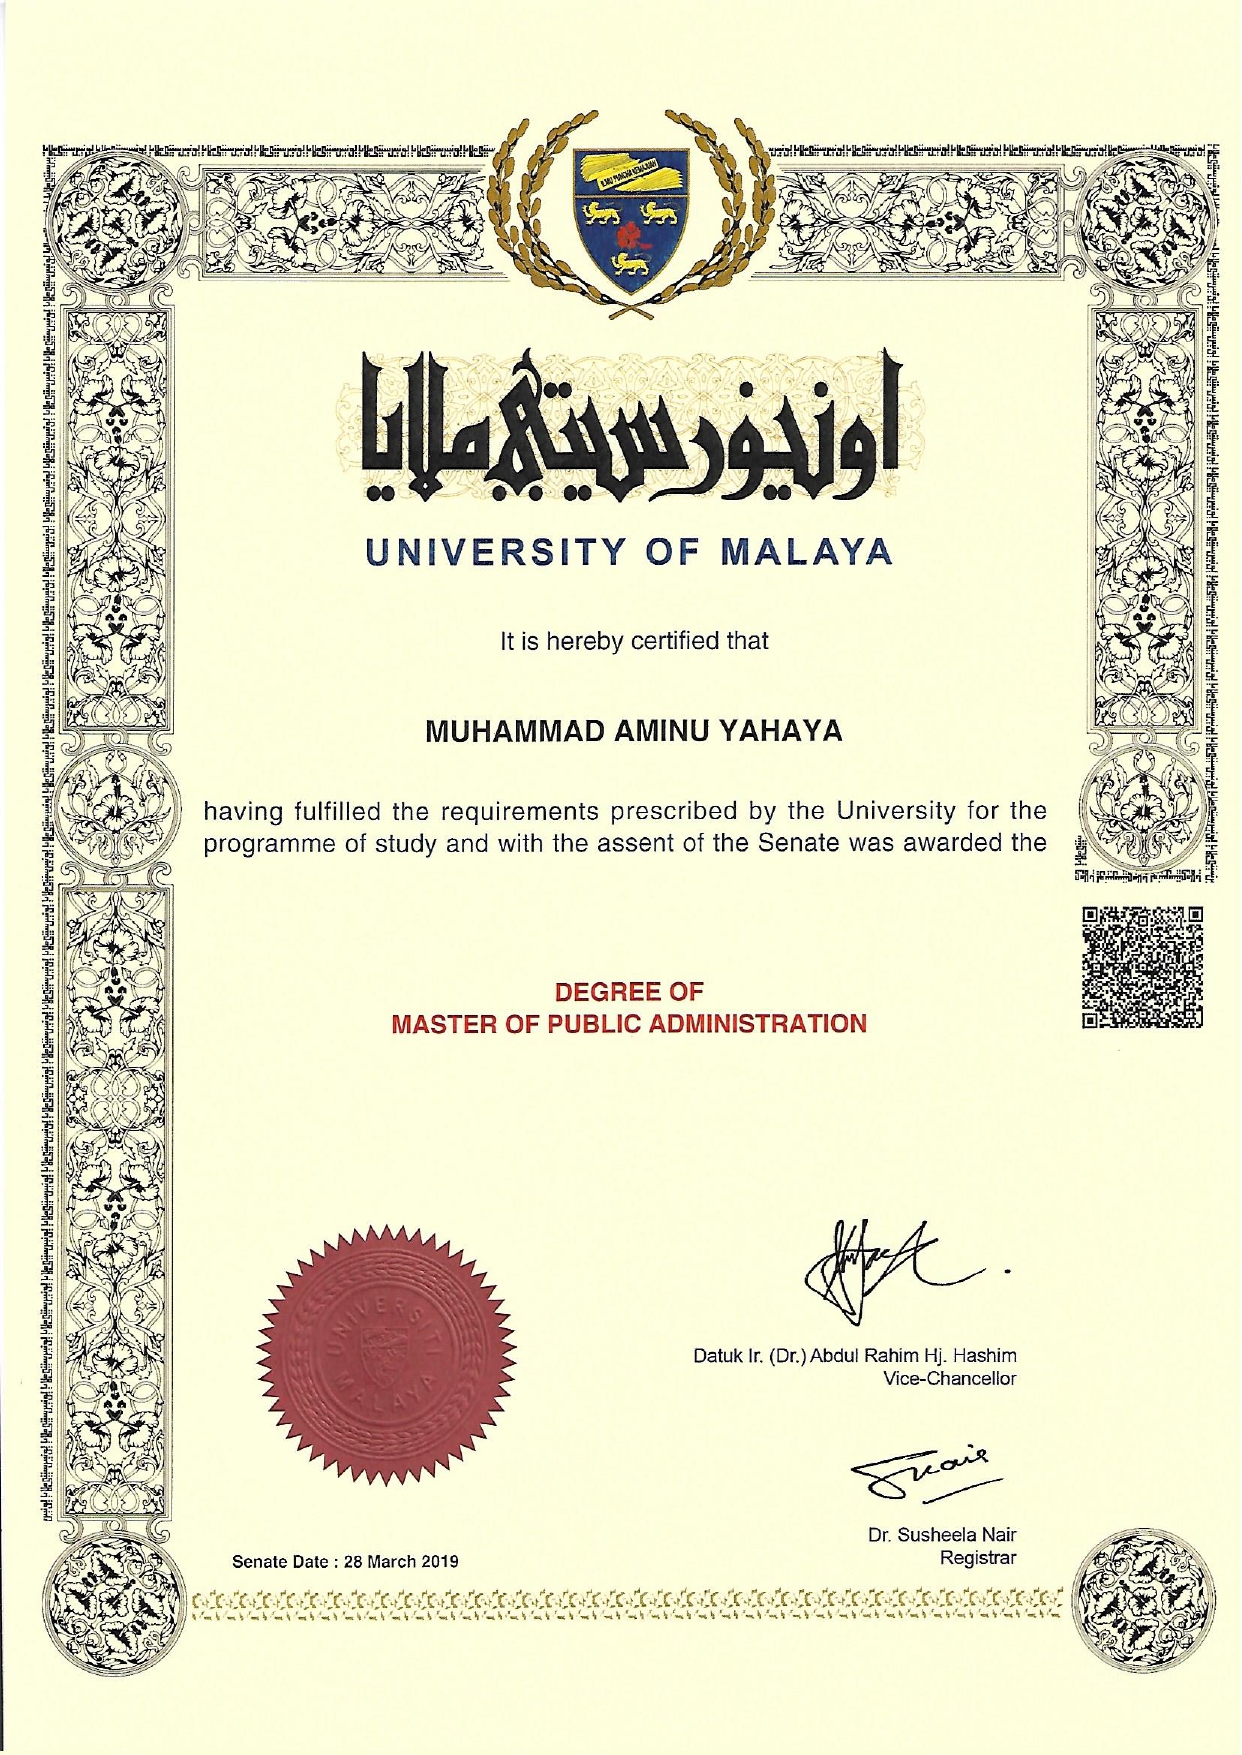 ILMU PUNCHA KEMAJUAN
اونيۏرسيتي ملايا
UNIVERSITY OF MALAYA
It is hereby certified that
MUHAMMAD AMINU YAHAYA
having fulfilled the requirements prescribed by the University for the
programme of study and with the assent of the Senate was awarded the
DEGREE OF
MASTER OF PUBLIC ADMINISTRATION
UNIVERSITI
MALAYA
Datuk Ir. (Dr.) Abdul Rahim Hj. Hashim
Vice-Chancellor
Dr. Susheela Nair
Registrar
Senate Date : 28 March 2019